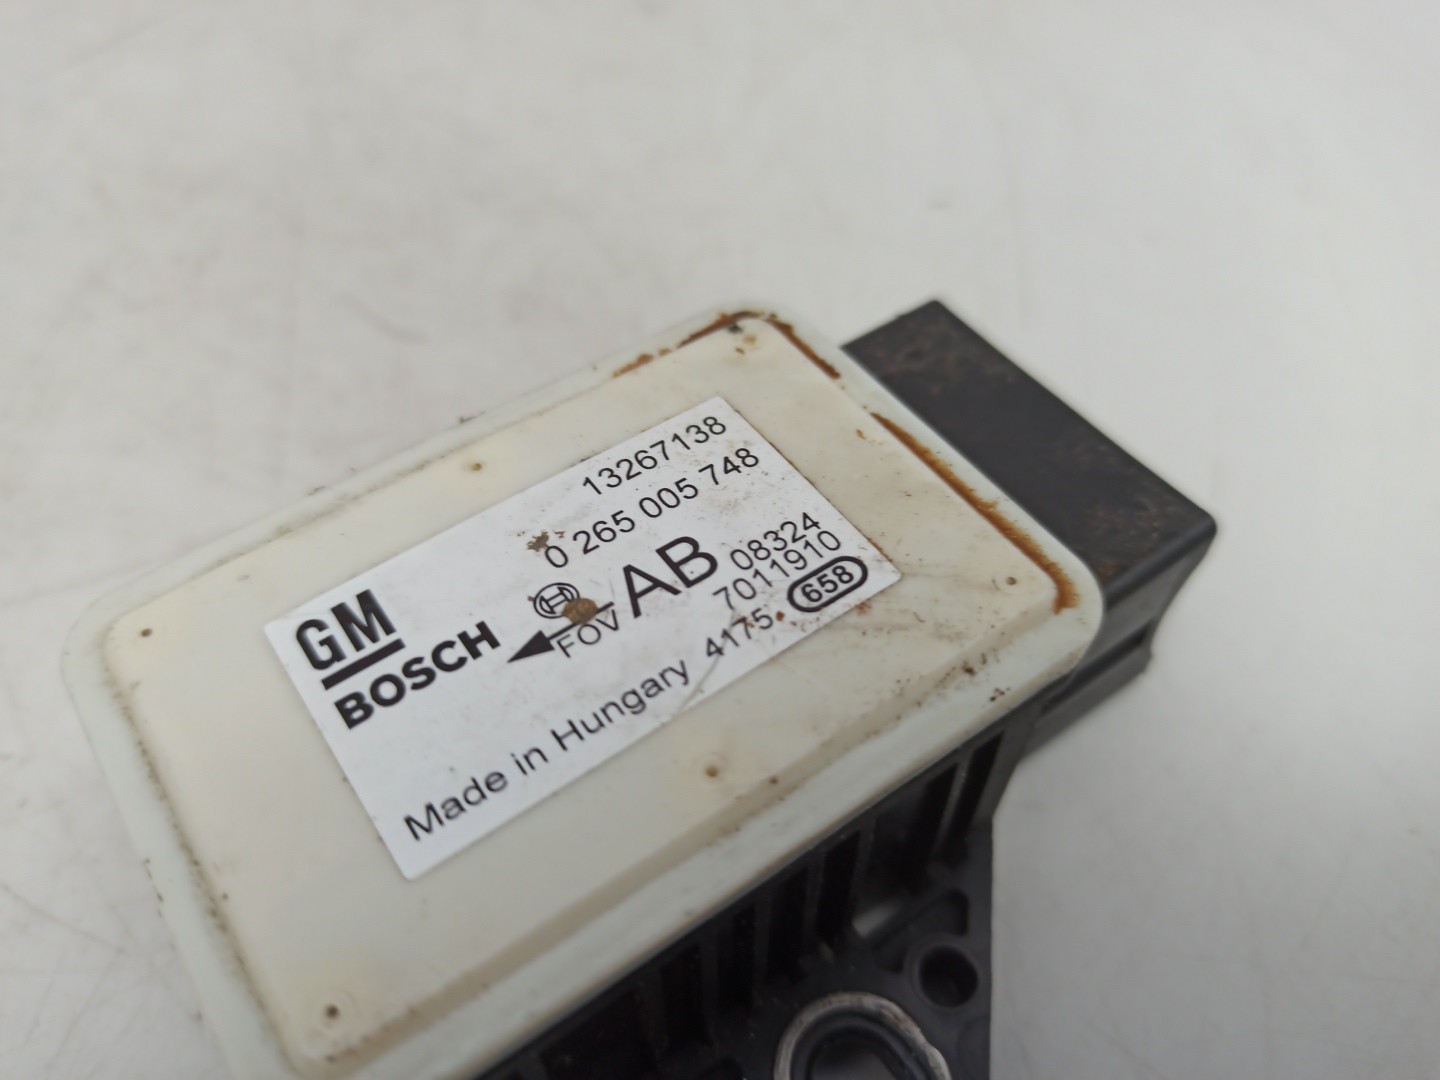 13267138
0 265 005 748
GM
BOSCH
FOV
AB
08324
7011910
Made in Hungary 4175 658